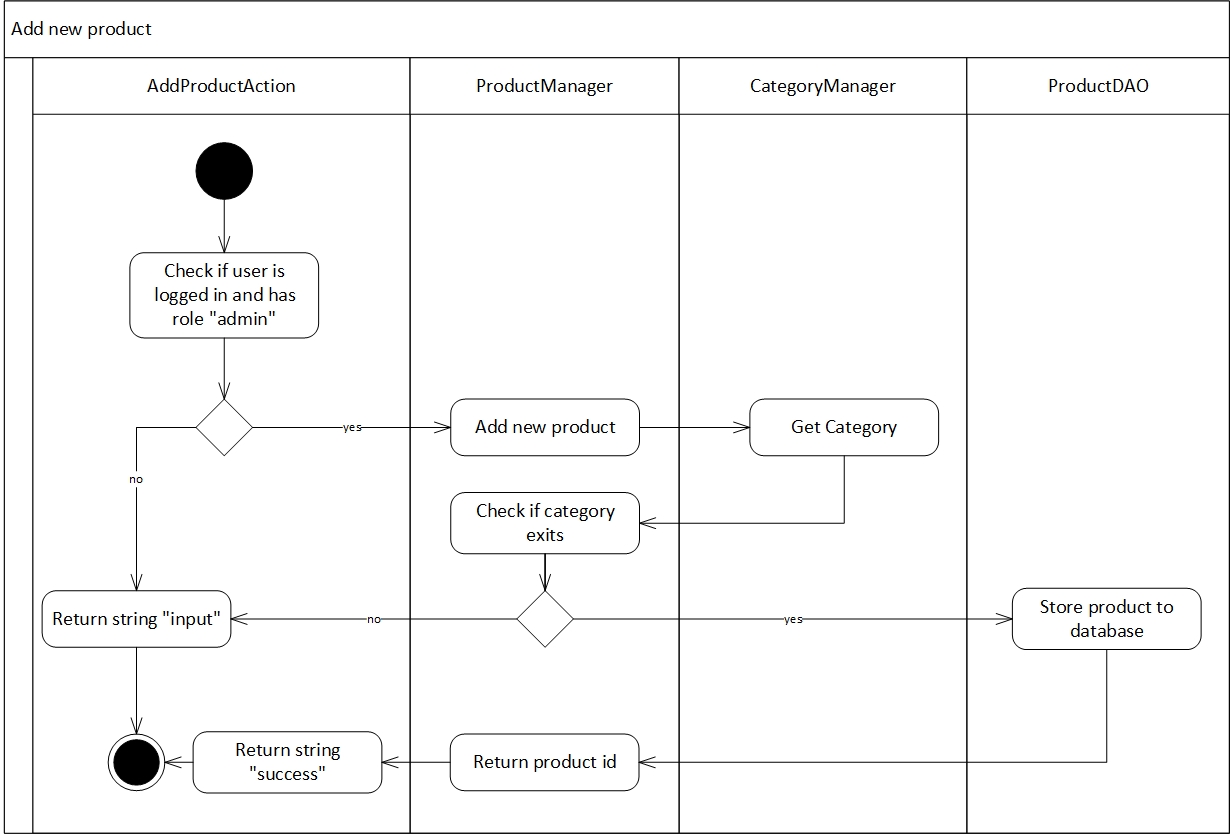 Add new product
AddProductAction
ProductManager
CategoryManager
ProductDAO
Check if user is
logged in and has
role "admin"
yes
Add new product
Get Category
no
Check if category
exits
Return string "input"
no
yes
Store product to
database
Return string
"success"
Return product id